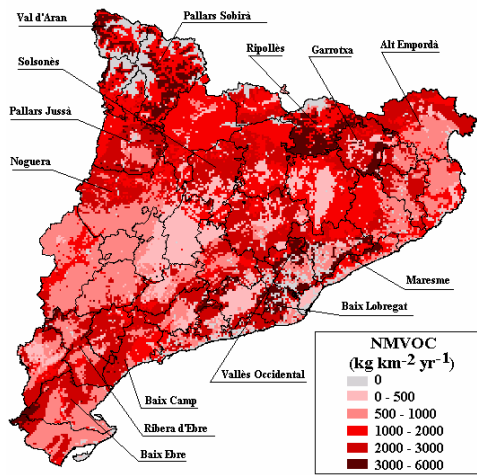 Val d'Aran
Pallars Sobirà
Solsonès
Ripollès
Garrotxa
Alt Empordà
Pallars Jussà
Noguera
Maresme
Baix Lobregat
Vallès Occidental
Baix Camp
Ribera d'Ebre
Baix Ebre
NMVOC
(kg km-2 yr-1)
0
0 - 500
500 - 1000
1000 - 2000
2000 - 3000
3000 - 6000